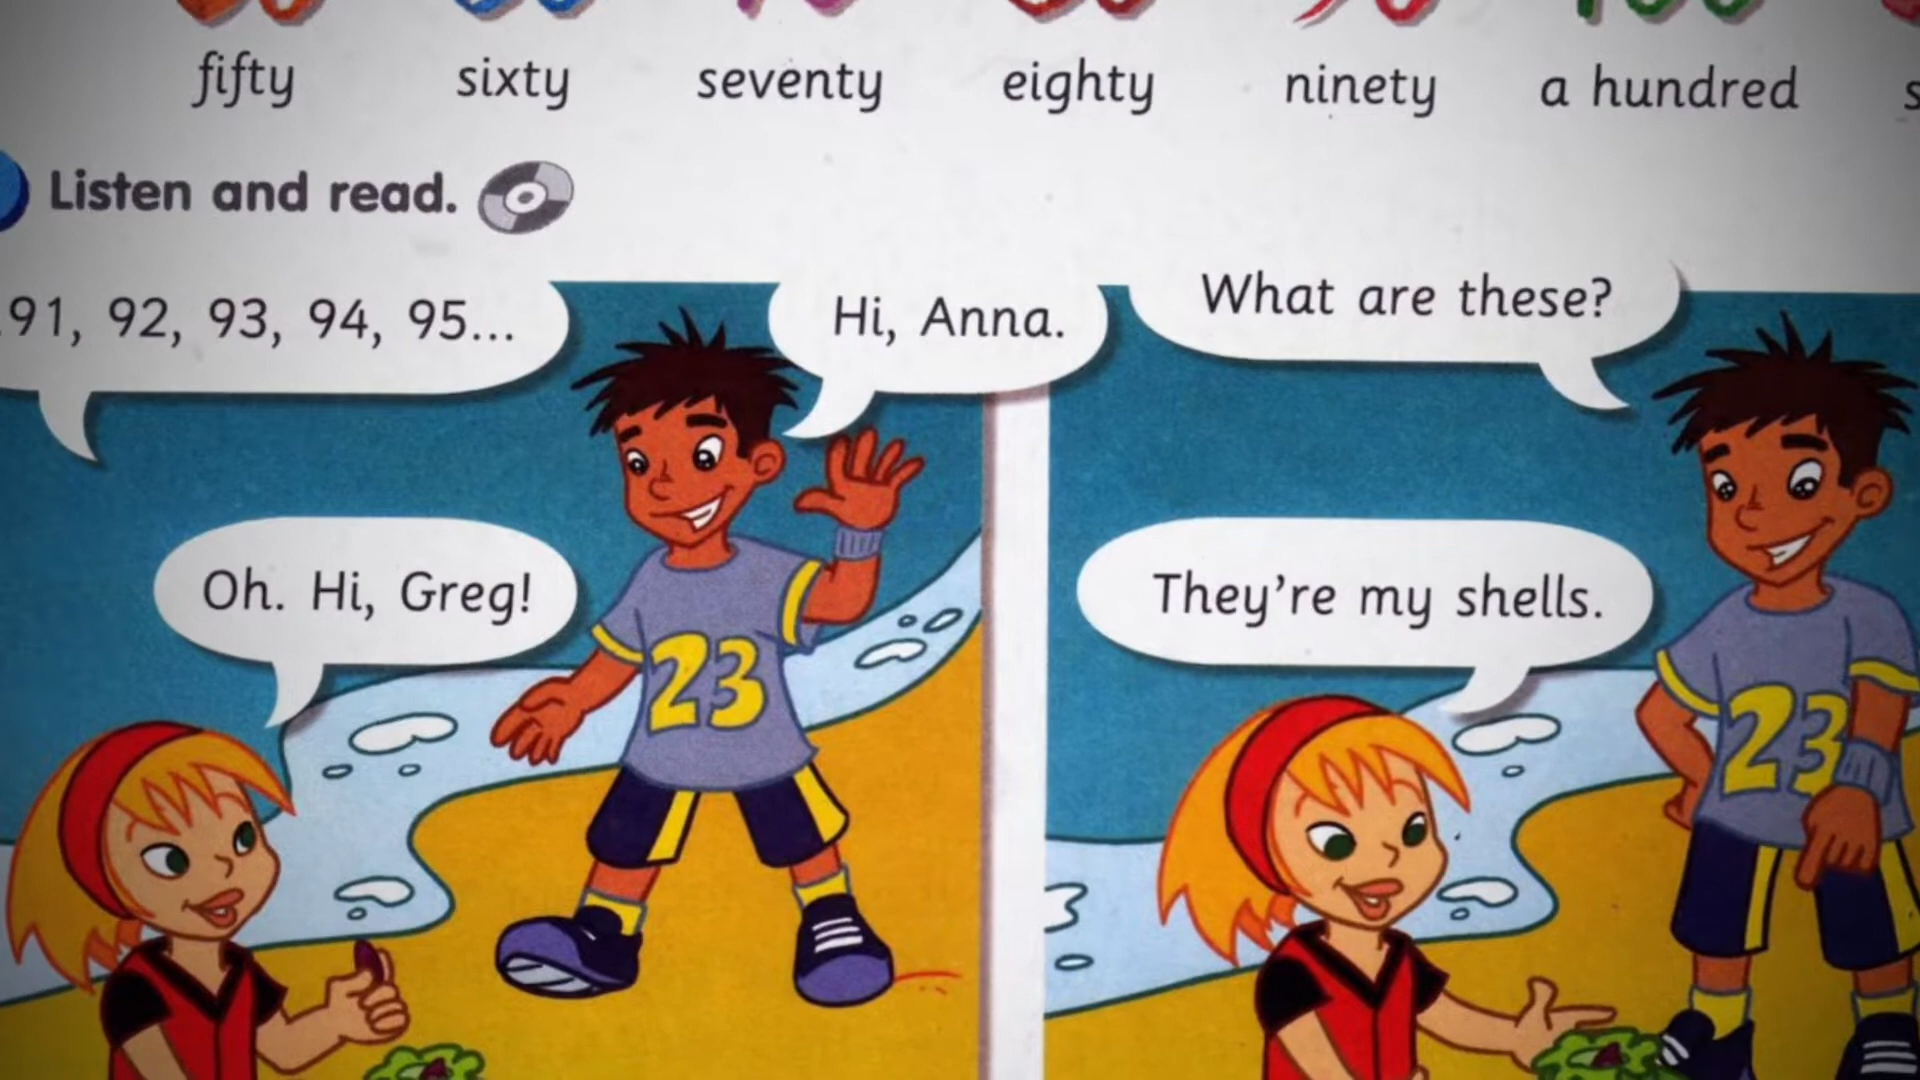 fifty sixty seventy eighty ninety a hundred
Listen and read.
91, 92, 93, 94, 95...
Hi, Anna.
Oh. Hi, Greg!
23
What are these?
They're my shells.
23